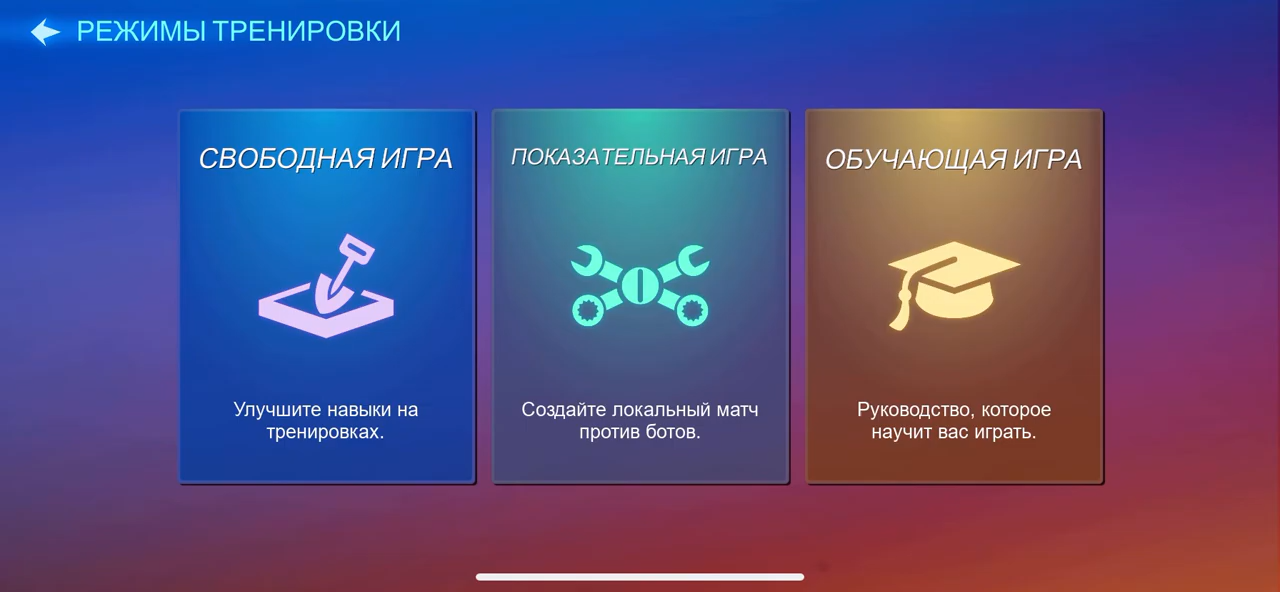 РЕЖИМЫ ТРЕНИРОВКИ
СВОБОДНАЯ ИГРА
Улучшите навыки на
тренировках.
ПОКАЗАТЕЛЬНАЯ ИГРА
Создайте локальный матч
против ботов.
ОБУЧАЮЩАЯ ИГРА
Руководство, которое
научит вас играть.